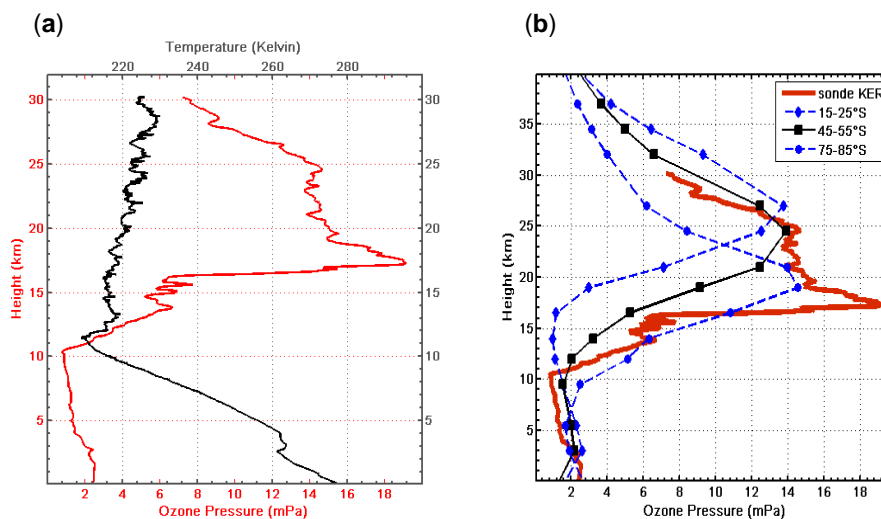 (a)
Temperature (Kelvin)
220 240 260 280
30 30
25 25
20 20
15 15
10 10
5 5
Height (km)
2 4 6 8 10 12 14 16 18
Ozone Pressure (mPa)
(b)
sonde KER
15-25°S
45-55°S
75-85°S
35
30
25
20
15
10
5
0
Height (km)
2 4 6 8 10 12 14 16 18
Ozone Pressure (mPa)